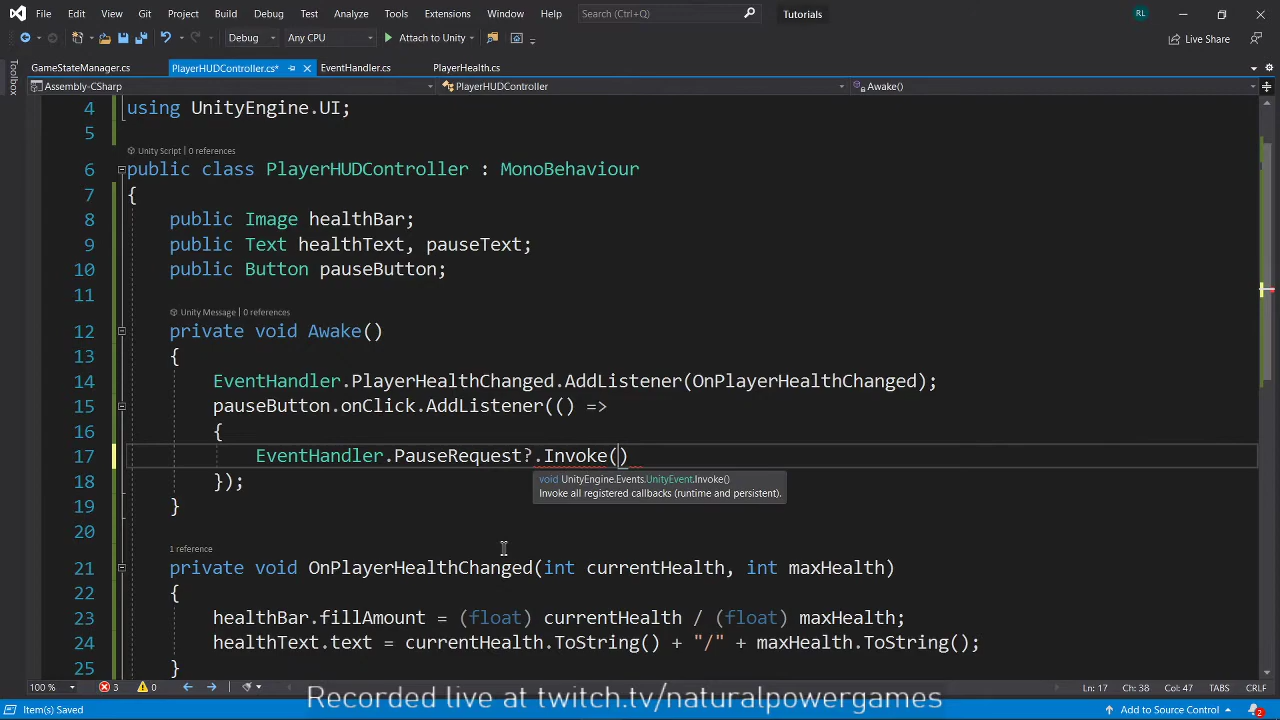 File Edit View Git Project Build Debug Test Analyze Tools Extensions Window Help Search (Ctrl+Q) Tutorials RL
Debug Any CPU Attach to Unity Live Share
GameStateManager.cs PlayerHUDController.cs* EventHandler.cs PlayerHealth.cs
Toolbox
Assembly-CSharp PlayerHUDController Awake()
4 using UnityEngine.UI;
5
Unity Script | 0 references
6 public class PlayerHUDController : MonoBehaviour
7 {
8 public Image healthBar;
9 public Text healthText, pauseText;
10 public Button pauseButton;
11
Unity Message | 0 references
12 private void Awake()
13 {
14 EventHandler.PlayerHealthChanged.AddListener(OnPlayerHealthChanged);
15 pauseButton.onClick.AddListener(() =>
16 {
17 EventHandler.PauseRequest?.Invoke()
void UnityEngine.Events.UnityEvent.Invoke()
Invoke all registered callbacks (runtime and persistent).
18 });
19 }
20
1 reference
21 private void OnPlayerHealthChanged(int currentHealth, int maxHealth)
22 {
23 healthBar.fillAmount = (float) currentHealth / (float) maxHealth;
24 healthText.text = currentHealth.ToString() + "/" + maxHealth.ToString();
25 }
100 % 3 0 Ln: 17 Ch: 38 Col: 47 TABS CRLF
Recorded live at twitch.tv/naturalpowergames
Item(s) Saved Add to Source Control 2